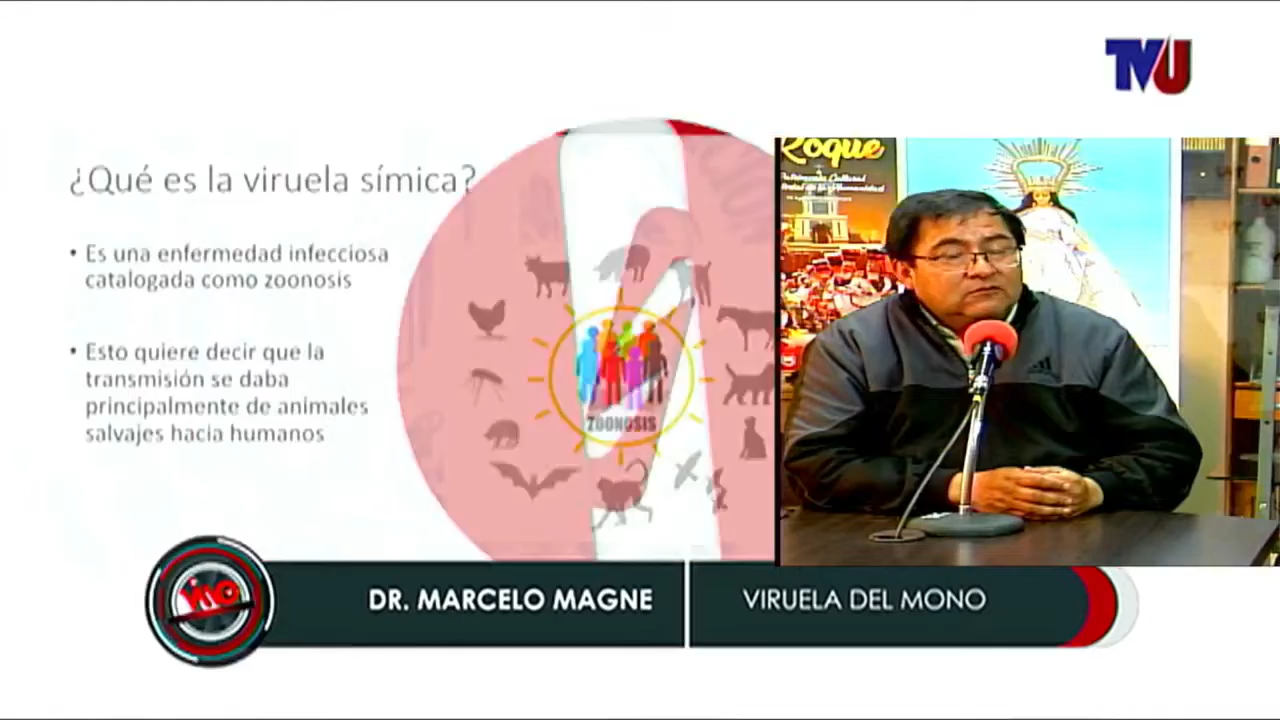 TVU
¿Qué es la viruela símica?
• Es una enfermedad infecciosa
catalogada como zoonosis
• Esto quiere decir que la
transmisión se daba
principalmente de animales
salvajes hacia humanos
ZOONOSIS
Roque
DR. MARCELO MAGNE
VIRUELA DEL MONO